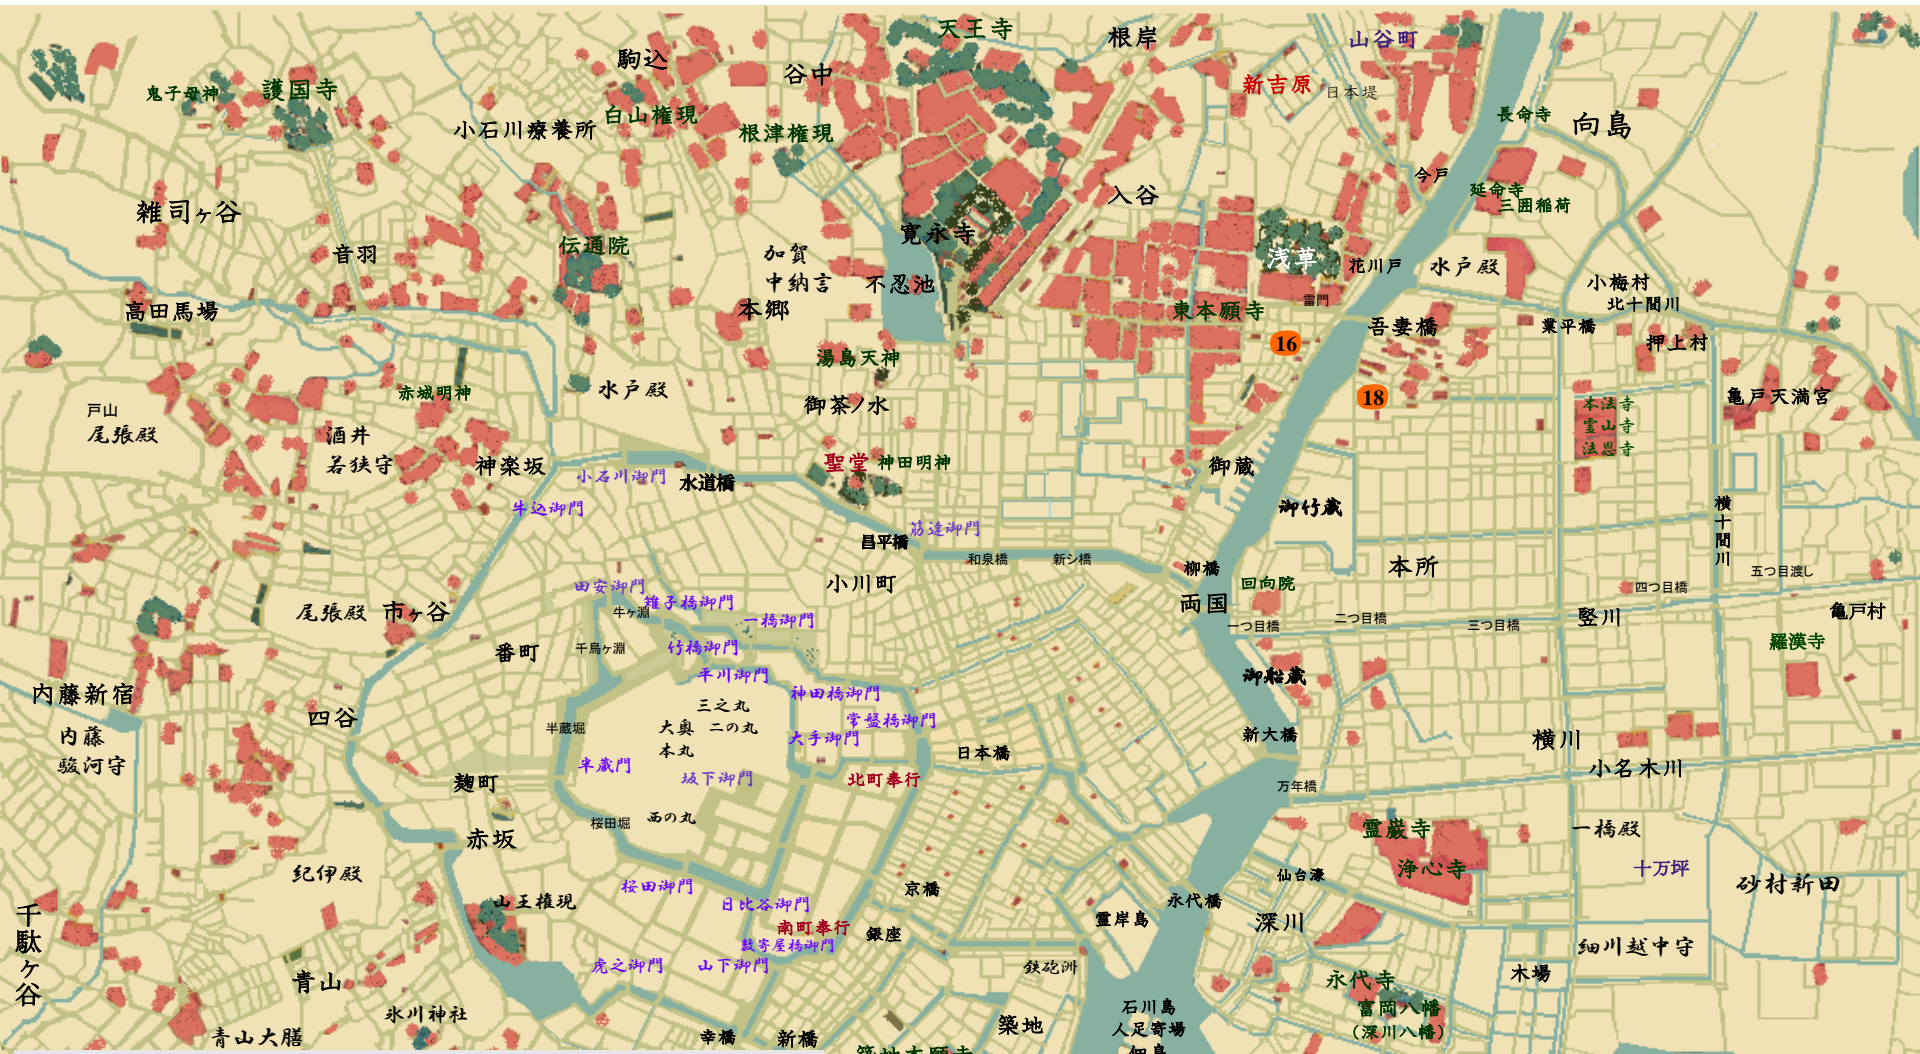 天王寺
根岸
山谷町
駒込
谷中
新吉原
日本堤
鬼子母神
護国寺
白山権現
小石川療養所
根津権現
長命寺
向島
今戸
入谷
延命寺
三囲稲荷
雑司ヶ谷
寛永寺
伝通院
音羽
加賀
中納言
浅草
花川戸
水戸殿
不忍池
小梅村
北十間川
高田馬場
本郷
東本願寺
雷門
吾妻橋
業平橋
押上村
16
湯島天神
水戸殿
赤城明神
18
御茶ノ水
亀戸天満宮
戸山
尾張殿
本法寺
霊山寺
法恩寺
酒井
若狭守
神楽坂
聖堂
神田明神
御蔵
小石川御門
水道橋
牛込御門
御竹蔵
横十間川
筋違御門
昌平橋
和泉橋
新シ橋
柳橋
本所
五つ目渡し
小川町
回向院
四つ目橋
田安御門
雉子橋御門
牛ヶ淵
一橋御門
両国
一つ目橋
二つ目橋
三つ目橋
竪川
亀戸村
尾張殿
市ヶ谷
番町
千鳥ヶ淵
竹橋御門
羅漢寺
平川御門
御船蔵
内藤新宿
神田橋御門
三之丸
四谷
常盤橋御門
大奥
二の丸
半蔵堀
大手御門
新大橋
横川
内藤
駿河守
本丸
日本橋
半蔵門
坂下御門
北町奉行
小名木川
麹町
万年橋
桜田堀
西の丸
赤坂
霊巌寺
一橋殿
浄心寺
十万坪
紀伊殿
桜田御門
京橋
仙台濠
砂村新田
山王権現
日比谷御門
永代橋
千駄ヶ谷
南町奉行
銀座
霊岸島
深川
数寄屋橋御門
細川越中守
虎之御門
山下御門
鉄砲洲
木場
青山
永代寺
氷川神社
石川島
人足寄場
佃島
富岡八幡
（深川八幡）
築地
青山大膳
幸橋
新橋
築地本願寺